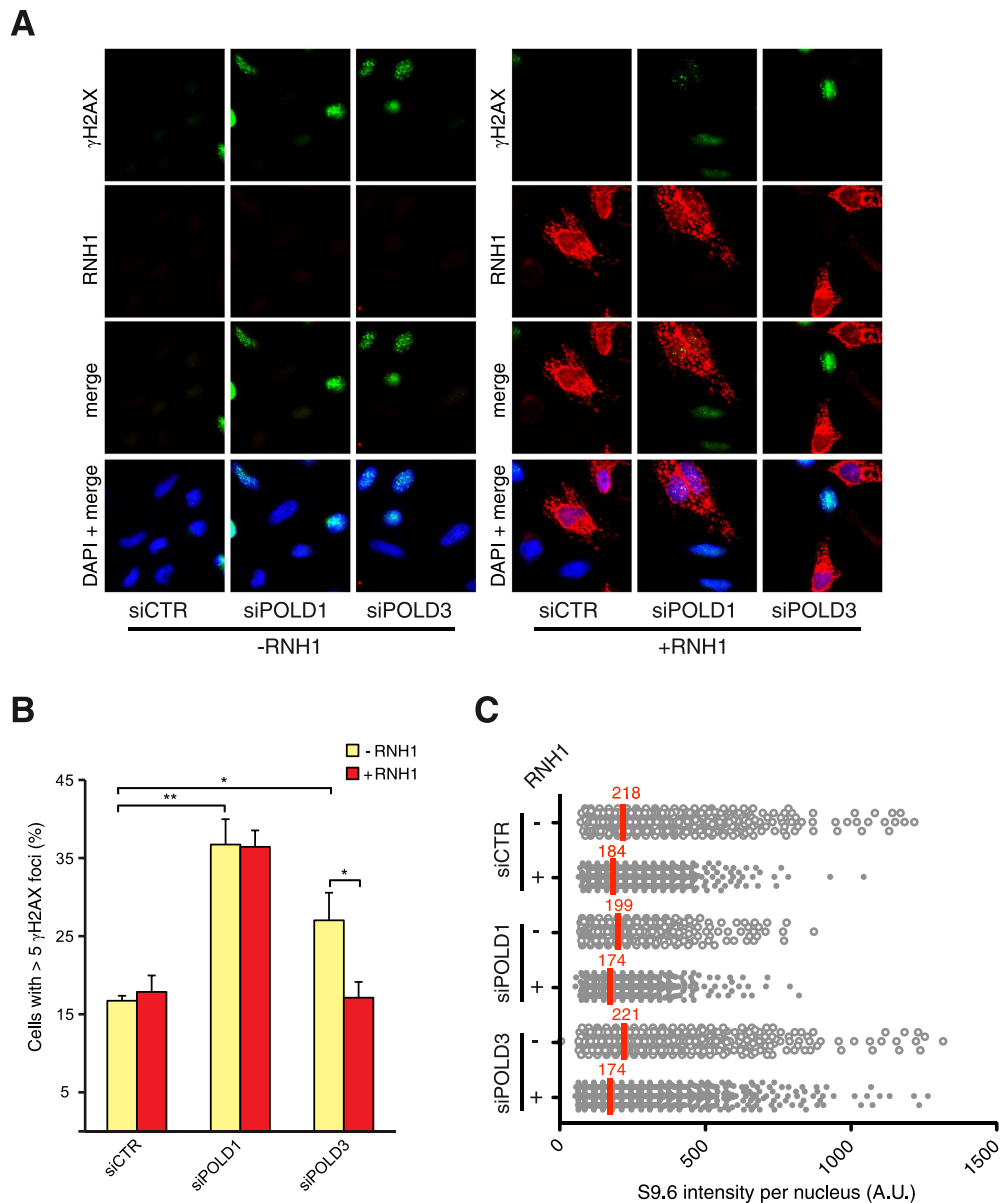 A
γH2AX
RNH1
merge
DAPI + merge
siCTR siPOLD1 siPOLD3
-RNH1
γH2AX
RNH1
merge
DAPI + merge
siCTR siPOLD1 siPOLD3
+RNH1
B
- RNH1
+RNH1
Cells with > 5 γH2AX foci (%)
45
35
25
15
5
*
**
*
siCTR
siPOLD1
siPOLD3
C
RNH1
siCTR
- 218
+ 184
siPOLD1
- 199
+ 174
siPOLD3
- 221
+ 174
0
500
1000
1500
S9.6 intensity per nucleus (A.U.)